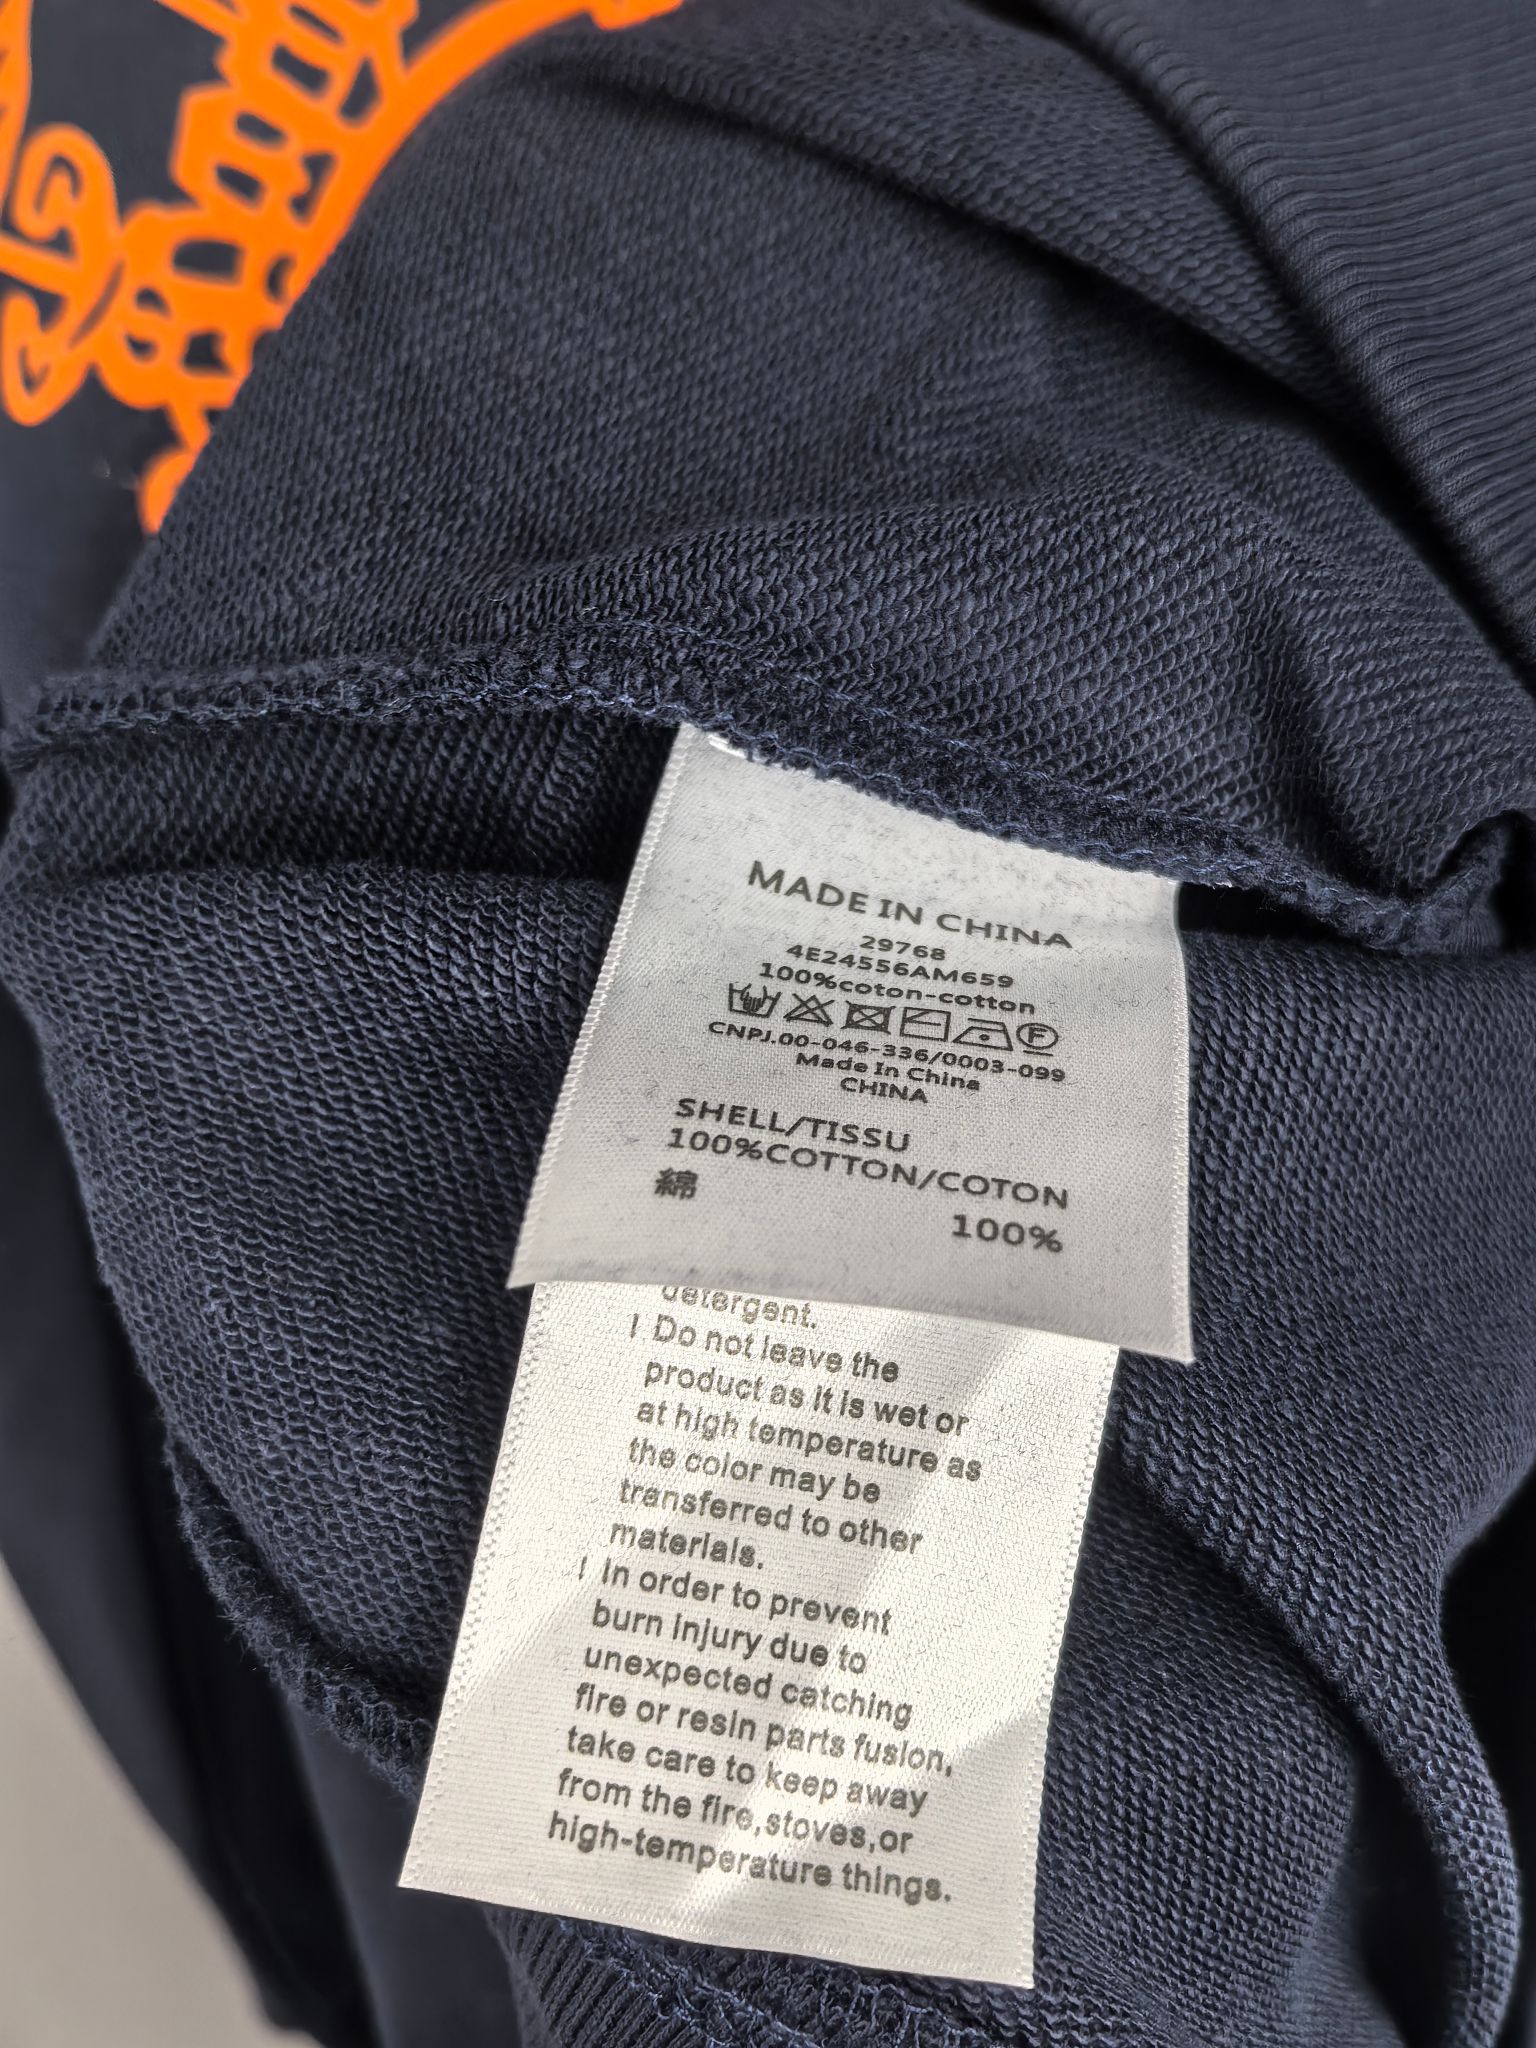 MADE IN CHINA
29768
4E24556AM659
100%coton-cotton
F
CNPJ.00-046-336/0003-099
Made In China
CHINA
SHELL/TISSU
100%COTTON/COTON
綿 100%
detergent.
l Do not leave the
product as it is wet or
at high temperature as
the color may be
transferred to other
materials.
l In order to prevent
burn injury due to
unexpected catching
fire or resin parts fusion,
take care to keep away
from the fire,stoves,or
high-temperature things.